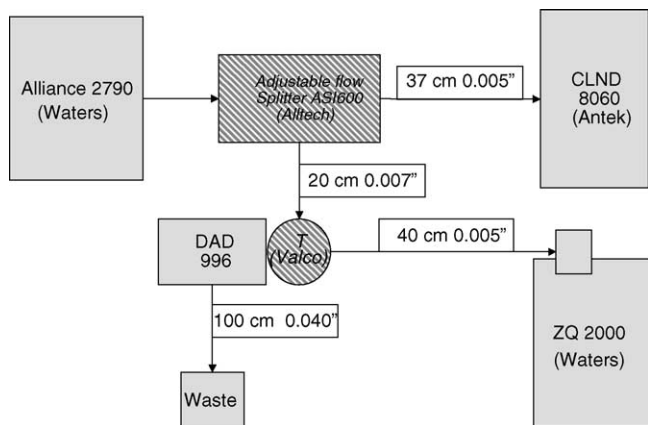 Alliance 2790
(Waters)
Adjustable flow
Splitter ASI600
(Alltech)
37 cm 0.005”
CLND
8060
(Antek)
20 cm 0.007”
DAD
996
T
(Valco)
40 cm 0.005”
100 cm 0.040”
ZQ 2000
(Waters)
Waste